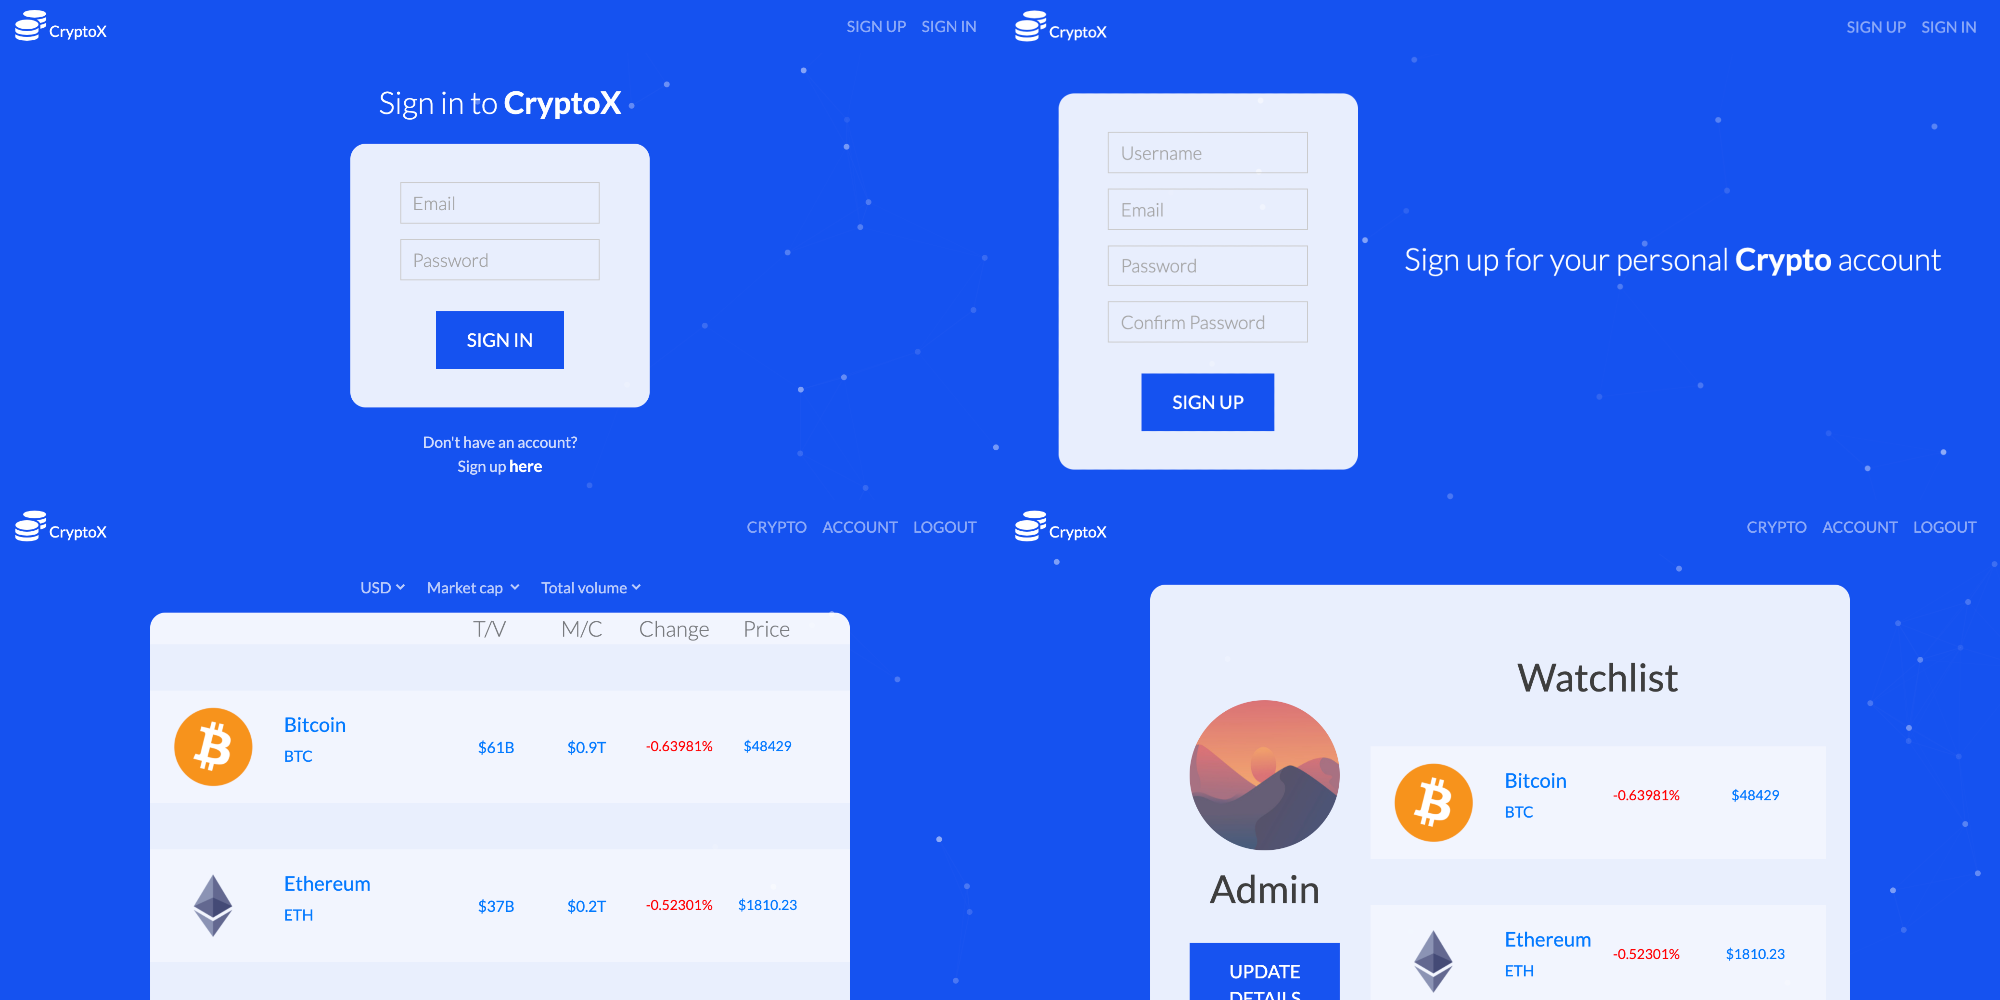 CryptoX
SIGN UP SIGN IN
Sign in to CryptoX
Email
Password
SIGN IN
Don't have an account?
Sign up here
CryptoX
SIGN UP SIGN IN
Username
Email
Password
Confirm Password
SIGN UP
Sign up for your personal Crypto account
CryptoX
CRYPTO ACCOUNT LOGOUT
USD Market cap Total volume
T/V M/C Change Price
Bitcoin
BTC
$61B $0.9T -0.63981% $48429
Ethereum
ETH
$37B $0.2T -0.52301% $1810.23
CryptoX
CRYPTO ACCOUNT LOGOUT
Admin
UPDATE
DETAILS
Watchlist
Bitcoin
BTC
-0.63981% $48429
Ethereum
ETH
-0.52301% $1810.23